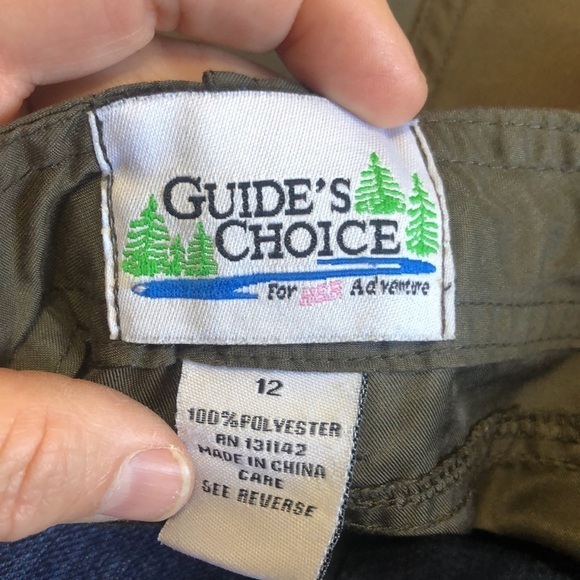 GUIDE'S
CHOICE
For HER Adventure
12
100% POLYESTER
RN 131142
MADE IN CHINA
CARE
SEE REVERSE